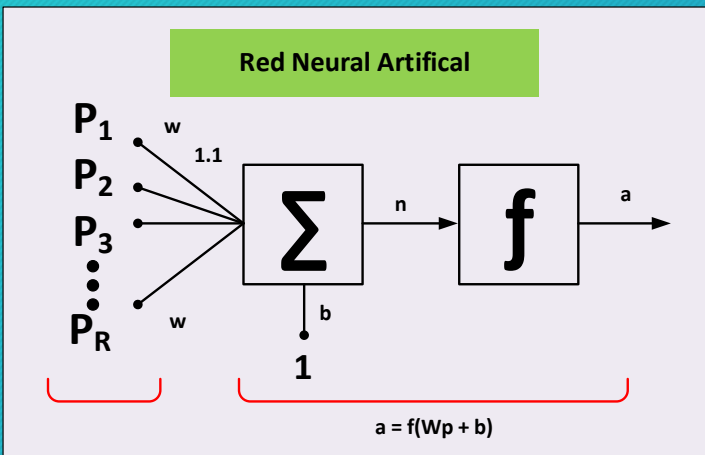 Red Neural Artifical
P1
w
1.1
P2
P3
PR
w
Σ
n
f
a
b
1
a = f(Wp + b)